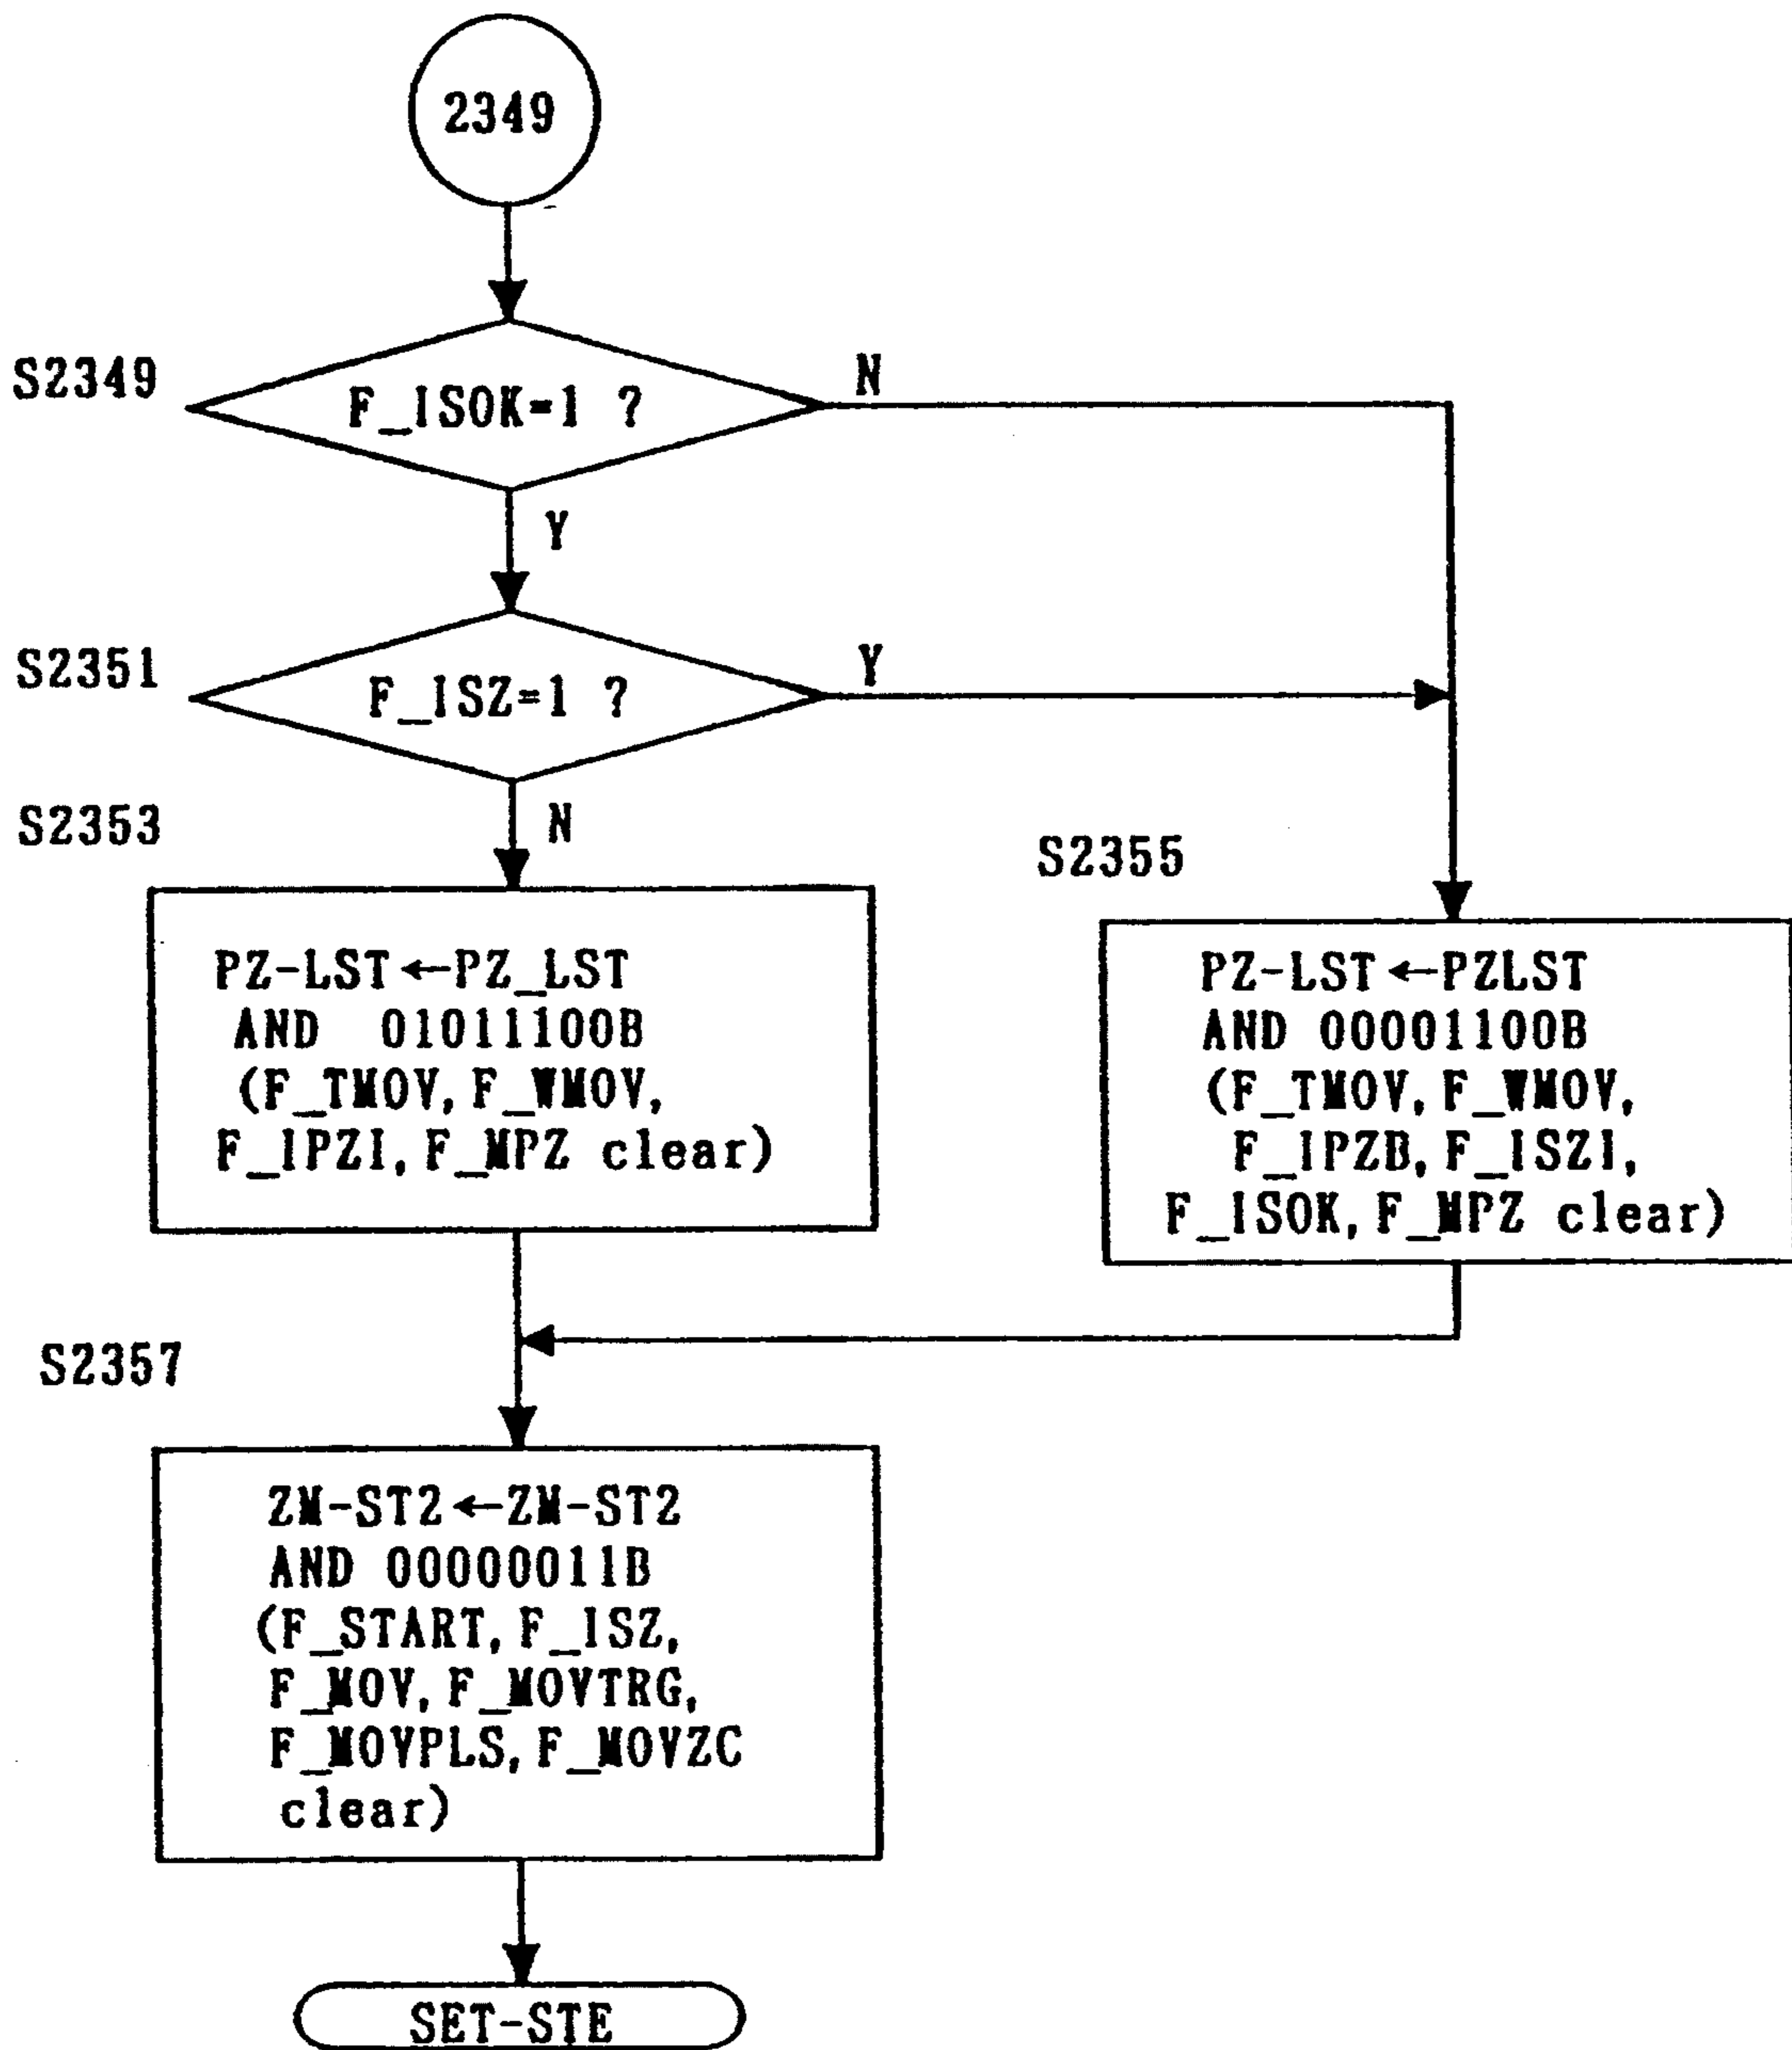 2349
S2349
F_ISOK=1 ?
N
Y
S2351
F_ISZ=1 ?
Y
S2353
N
S2355
PZ-LST←PZ_LST
AND 01011100B
(F_TMOV, F_WMOV,
F_IPZI, F_MPZ clear)
PZ-LST←PZLST
AND 00001100B
(F_TMOV, F_WMOV,
F_IPZB, F_ISZI,
F_ISOK, F_MPZ clear)
S2357
ZM-ST2←ZM-ST2
AND 00000011B
(F_START, F_ISZ,
F_MOV, F_MOVTRG,
F_MOVPLS, F_MOVZC
clear)
SET-STE